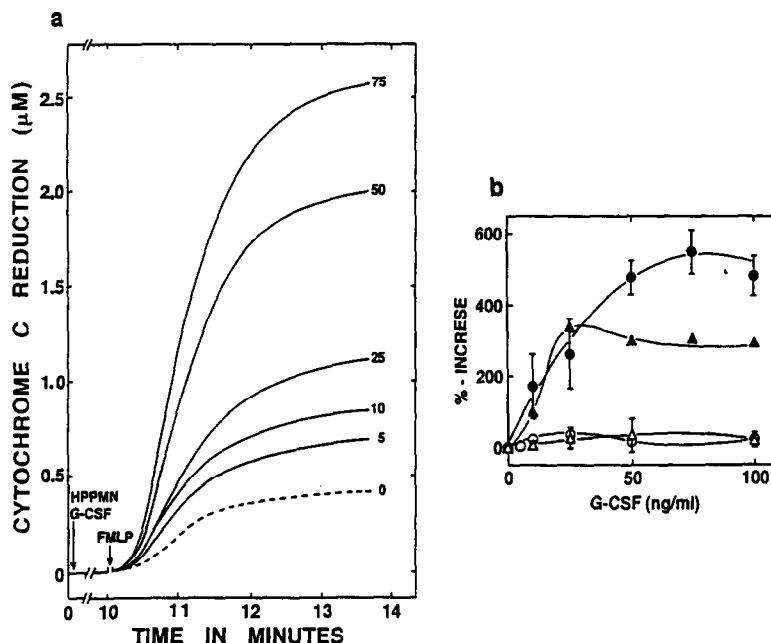 a
CYTOCHROME C REDUCTION (μM)
2.5
2.0
1.5
1.0
0.5
0
75
50
25
10
5
0
HPPMN
G-CSF
FMLP
0 10 11 12 13 14
TIME IN MINUTES
b
%-INCRESE
600
400
200
0
0 50 100
G-CSF (ng/ml)